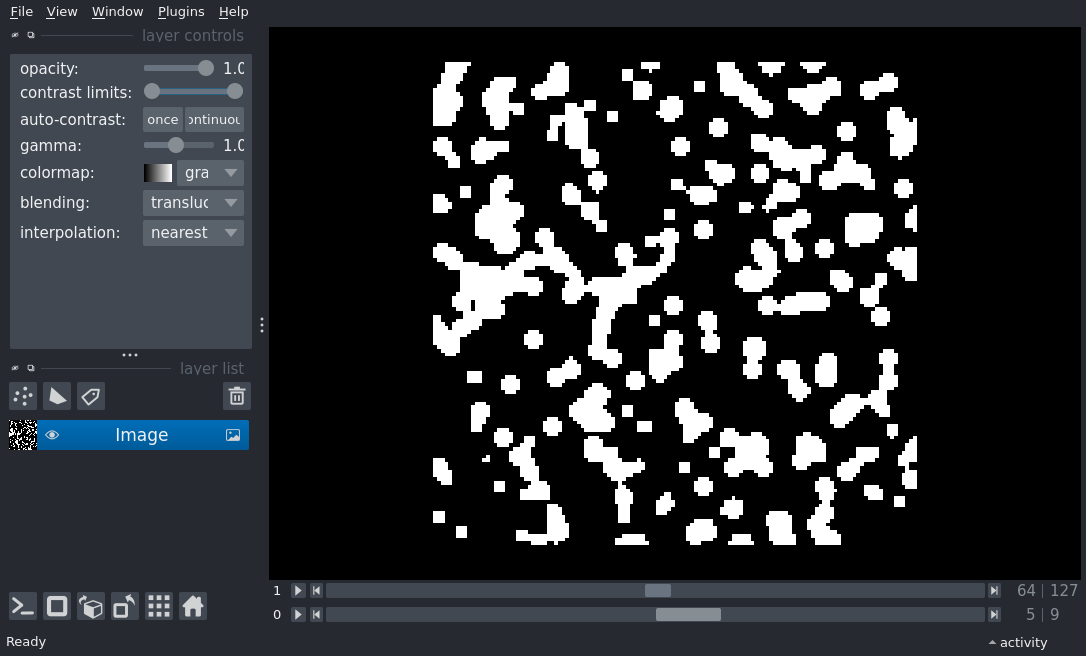 File View Window Plugins Help
layer controls
opacity: 1.0
contrast limits:
auto-contrast: once ontinuou
gamma: 1.0
colormap: gra
blending: transluc
interpolation: nearest
layer list
Image
1 64 | 127
0 5 | 9
Ready activity